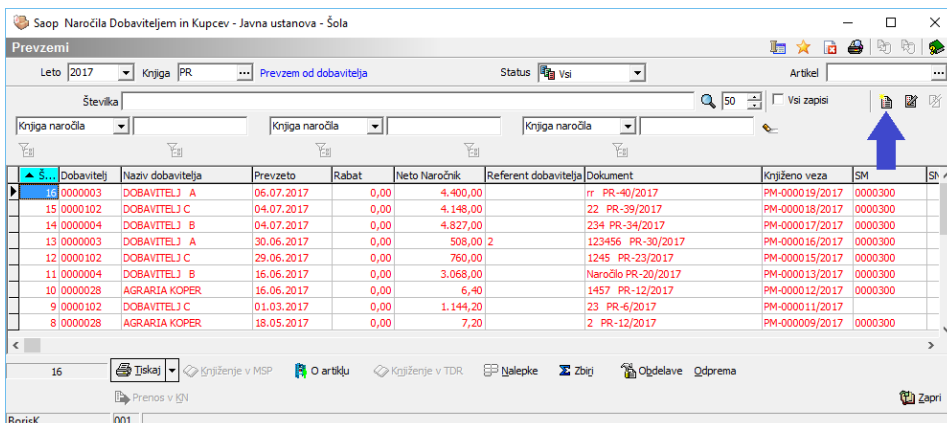 Saop Naročila Dobaviteljem in Kupcev - Javna ustanova - Šola
Prevzemi
Leto 2017 Knjiga PR ... Prevzem od dobavitelja Status Vsi Artikel ...
Številka 50 Vsi zapisi
Knjiga naročila Knjiga naročila Knjiga naročila
Š... Dobavitelj Naziv dobavitelja Prevzeto Rabat Neto Naročnik Referent dobavitelja Dokument Knjiženo veza SM
16 0000003 DOBAVITELJ A 06.07.2017 0,00 4.400,00 rr PR-40/2017 PM-000019/2017 0000300
15 0000102 DOBAVITELJ C 04.07.2017 0,00 4.148,00 22 PR-39/2017 PM-000018/2017 0000300
14 0000004 DOBAVITELJ B 04.07.2017 0,00 4.827,00 234 PR-34/2017 PM-000017/2017 0000300
13 0000003 DOBAVITELJ A 30.06.2017 0,00 508,00 2 123456 PR-30/2017 PM-000016/2017 0000300
12 0000102 DOBAVITELJ C 29.06.2017 0,00 760,00 1245 PR-23/2017 PM-000015/2017 0000300
11 0000004 DOBAVITELJ B 16.06.2017 0,00 3.068,00 Naročilo PR-20/2017 PM-000013/2017 0000300
10 0000028 AGRARIA KOPER 16.06.2017 0,00 6,40 1457 PR-12/2017 PM-000012/2017 0000300
9 0000102 DOBAVITELJ C 01.03.2017 0,00 1.144,20 23 PR-6/2017 PM-000011/2017
8 0000028 AGRARIA KOPER 18.05.2017 0,00 7,20 2 PR-12/2017 PM-000009/2017 0000300
16 Tiskaj Knjiženje v MSP O artiklu Knjiženje v TDR Nalepke Zbirj Obdelave Odprema
Prenos v KN Zapri
BorisK 001